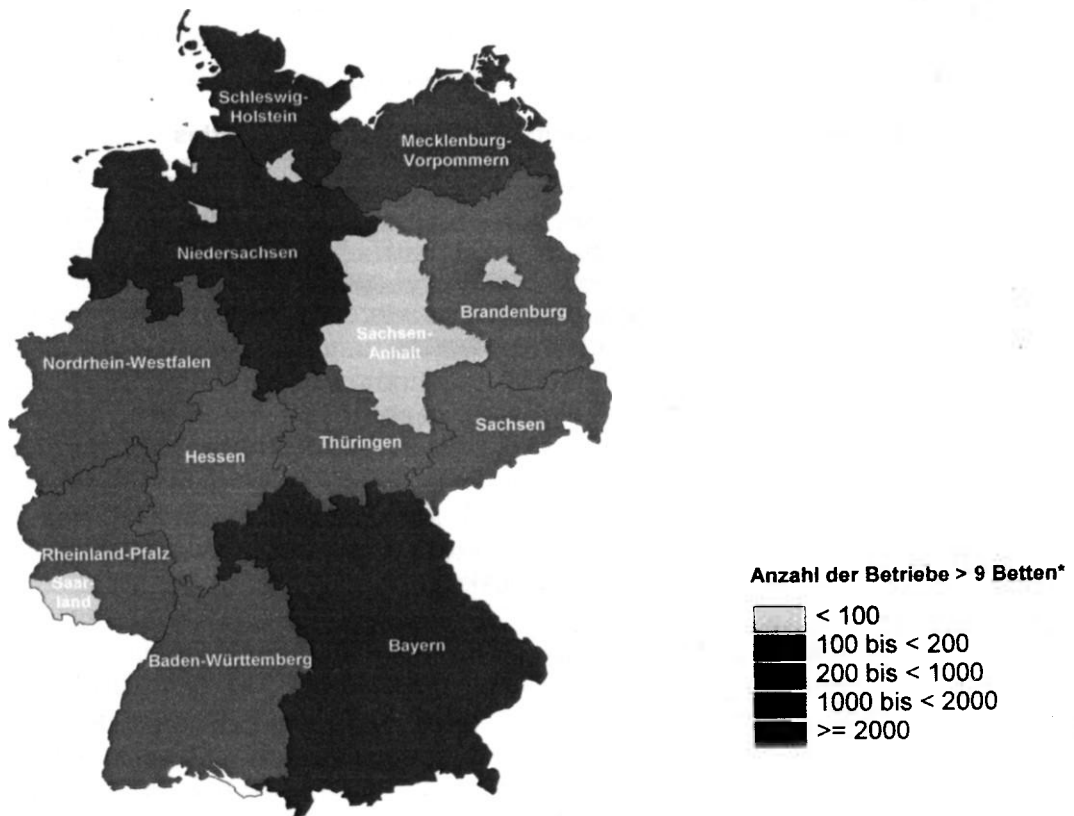 Schleswig-
Holstein
Mecklenburg-
Vorpommern
Niedersachsen
Brandenburg
Sachsen-
Anhalt
Nordrhein-Westfalen
Sachsen
Thüringen
Hessen
Rheinland-Pfalz
Saar-
land
Bayern
Baden-Württemberg
Anzahl der Betriebe > 9 Betten*
< 100
100 bis < 200
200 bis < 1000
1000 bis < 2000
>= 2000